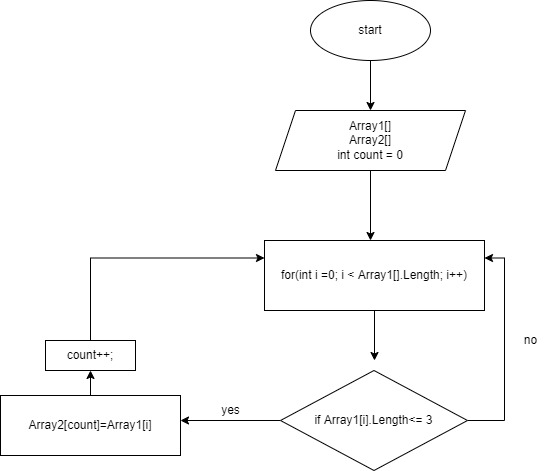 start
Array1[]
Array2[]
int count = 0
for(int i =0; i < Array1[].Length; i++)
no
count++;
if Array1[i].Length<= 3
yes
Array2[count]=Array1[i]